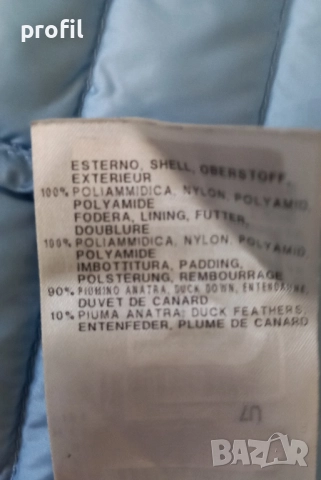 profil
ESTERNO, SHELL, OBERSTOFF,
EXTERIEUR
100% POLIAMMIDICA, NYLON, POLYAMID,
POLYAMIDE
FODERA, LINING, FUTTER,
DOUBLURE
100% POLIAMMIDICA, NYLON, POLYAMID,
POLYAMIDE
IMBOTTITURA, PADDING,
POLSTERUNG, REMBOURRAGE
90% PIUMINO ANATRA, DUCK DOWN, ENTENDAUNE,
DUVET DE CANARD
10% PIUMA ANATRA, DUCK FEATHERS,
ENTENFEDER, PLUME DE CANARD
U7
BAZAR
bg